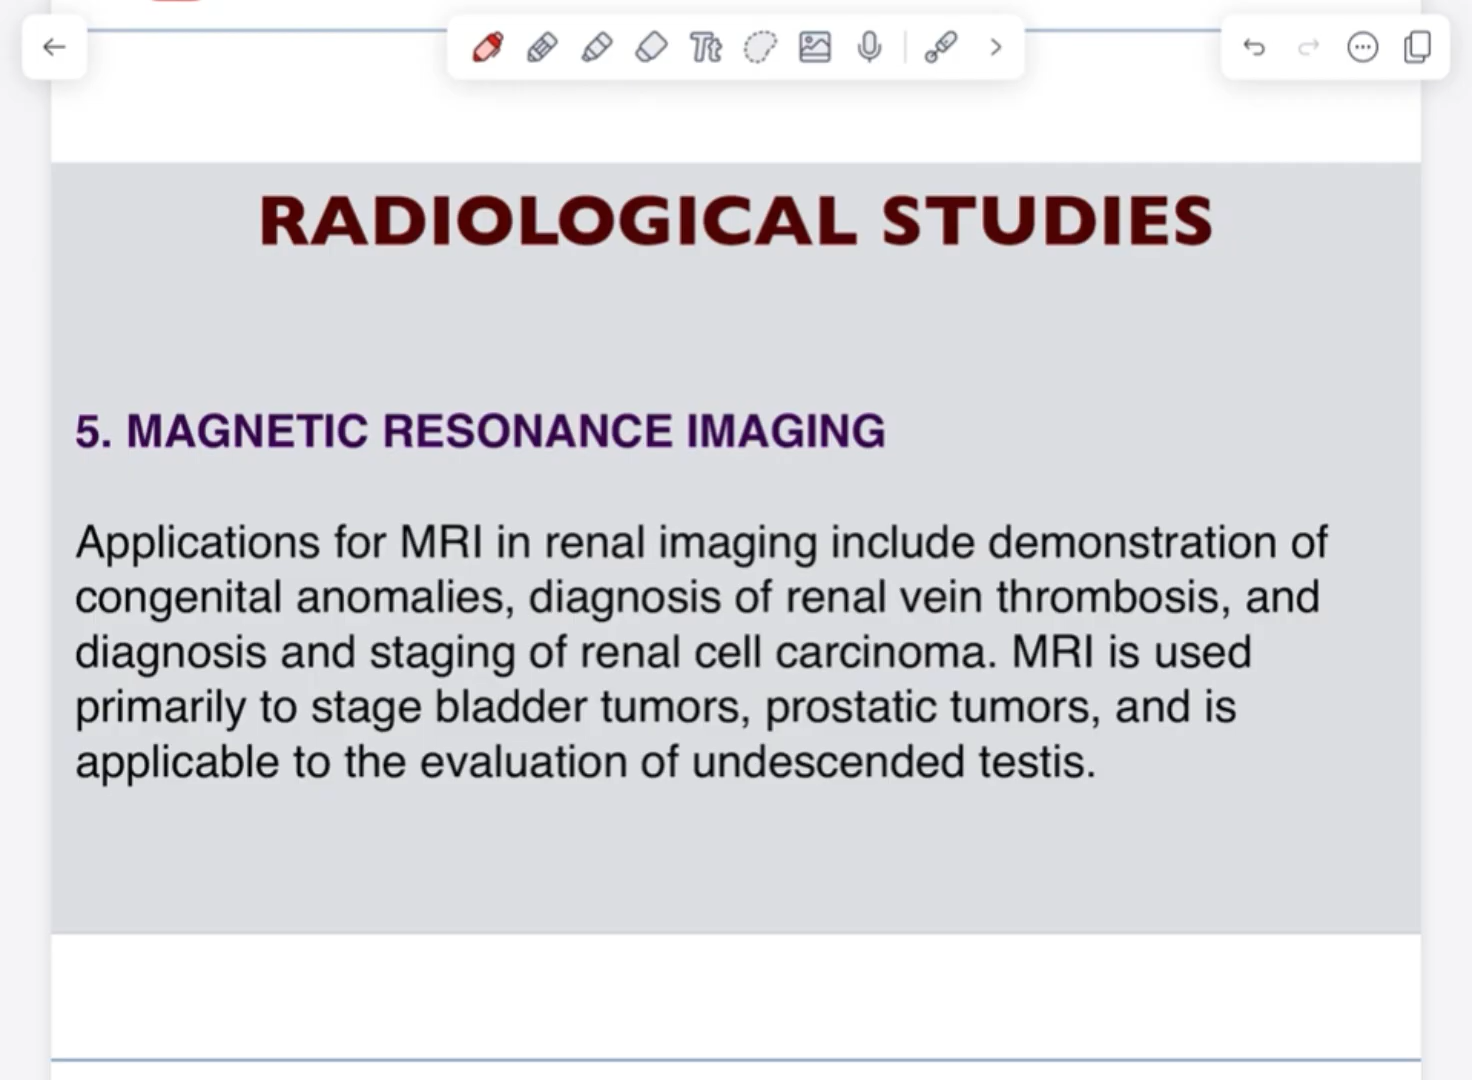 Tt
RADIOLOGICAL STUDIES
5. MAGNETIC RESONANCE IMAGING
Applications for MRI in renal imaging include demonstration of
congenital anomalies, diagnosis of renal vein thrombosis, and
diagnosis and staging of renal cell carcinoma. MRI is used
primarily to stage bladder tumors, prostatic tumors, and is
applicable to the evaluation of undescended testis.